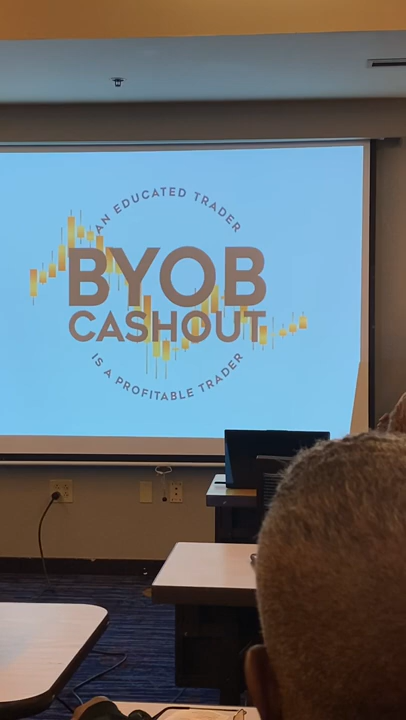 AN EDUCATED TRADER
BYOB
CASHOUT
IS A PROFITABLE TRADER